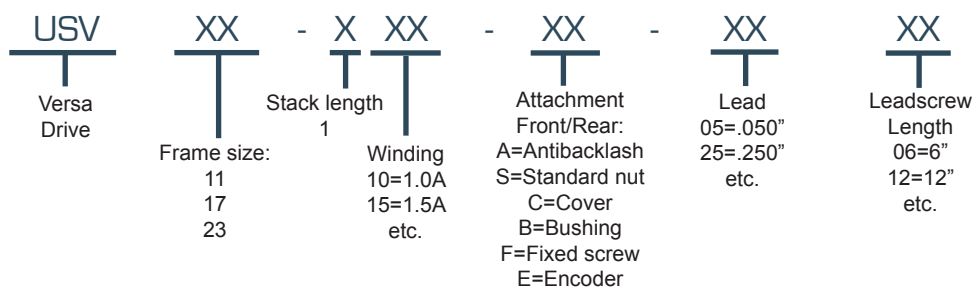 USV XX - X XX - XX - XX XX
Versa
Drive
Frame size:
11
17
23
Stack length
1
Winding
10=1.0A
15=1.5A
etc.
Attachment
Front/Rear:
A=Antibacklash
S=Standard nut
C=Cover
B=Bushing
F=Fixed screw
E=Encoder
Lead
05=.050”
25=.250”
etc.
Leadscrew
Length
06=6”
12=12”
etc.